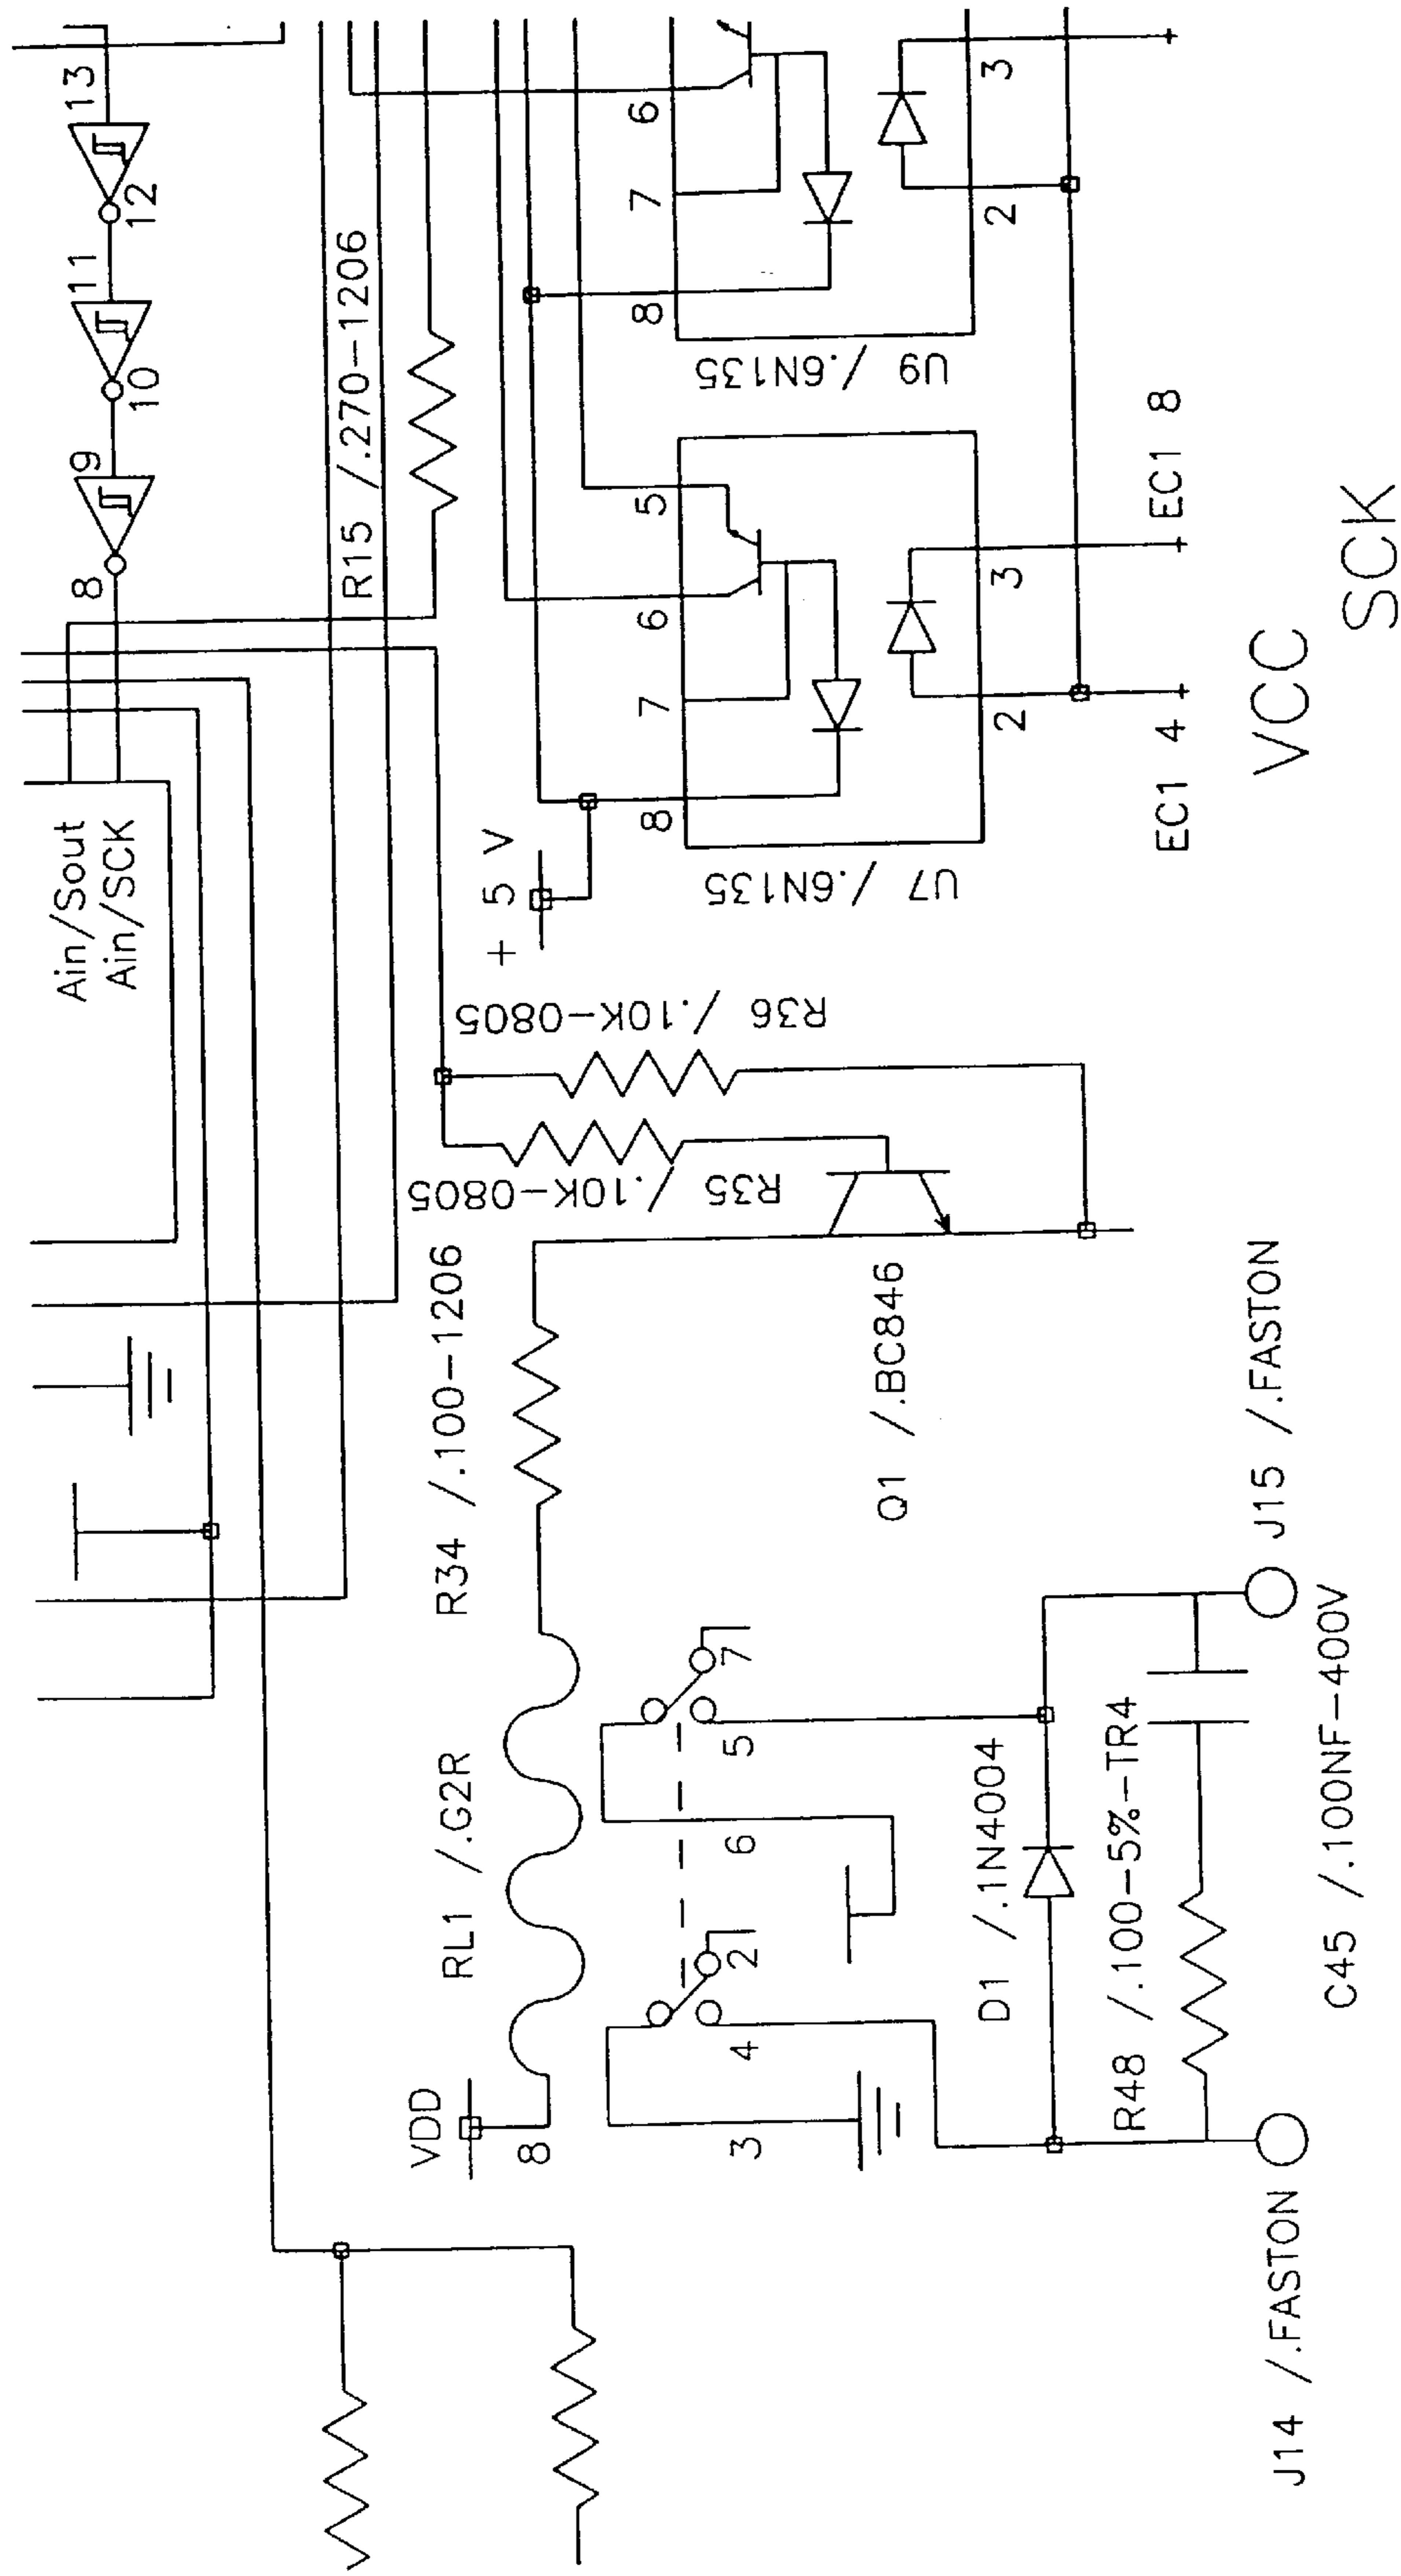 13
12
11
10
9
8
Ain/Sout
Ain/SCK
R15 /.270-1206
+ 5 V
8
7
6
5
2
3
U7 /.6N135
8
7
6
2
3
U9 /.6N135
EC1 4
EC1 8
VCC
SCK
R36 /.10K-0805
R35 /.10K-0805
R34 /.100-1206
Q1 /.BC846
VDD
8
RL1 /.G2R
3
4
2
6
5
7
D1 /.1N4004
R48 /.100-5%-TR4
C45 /.100NF-400V
J14 /.FASTON
J15 /.FASTON